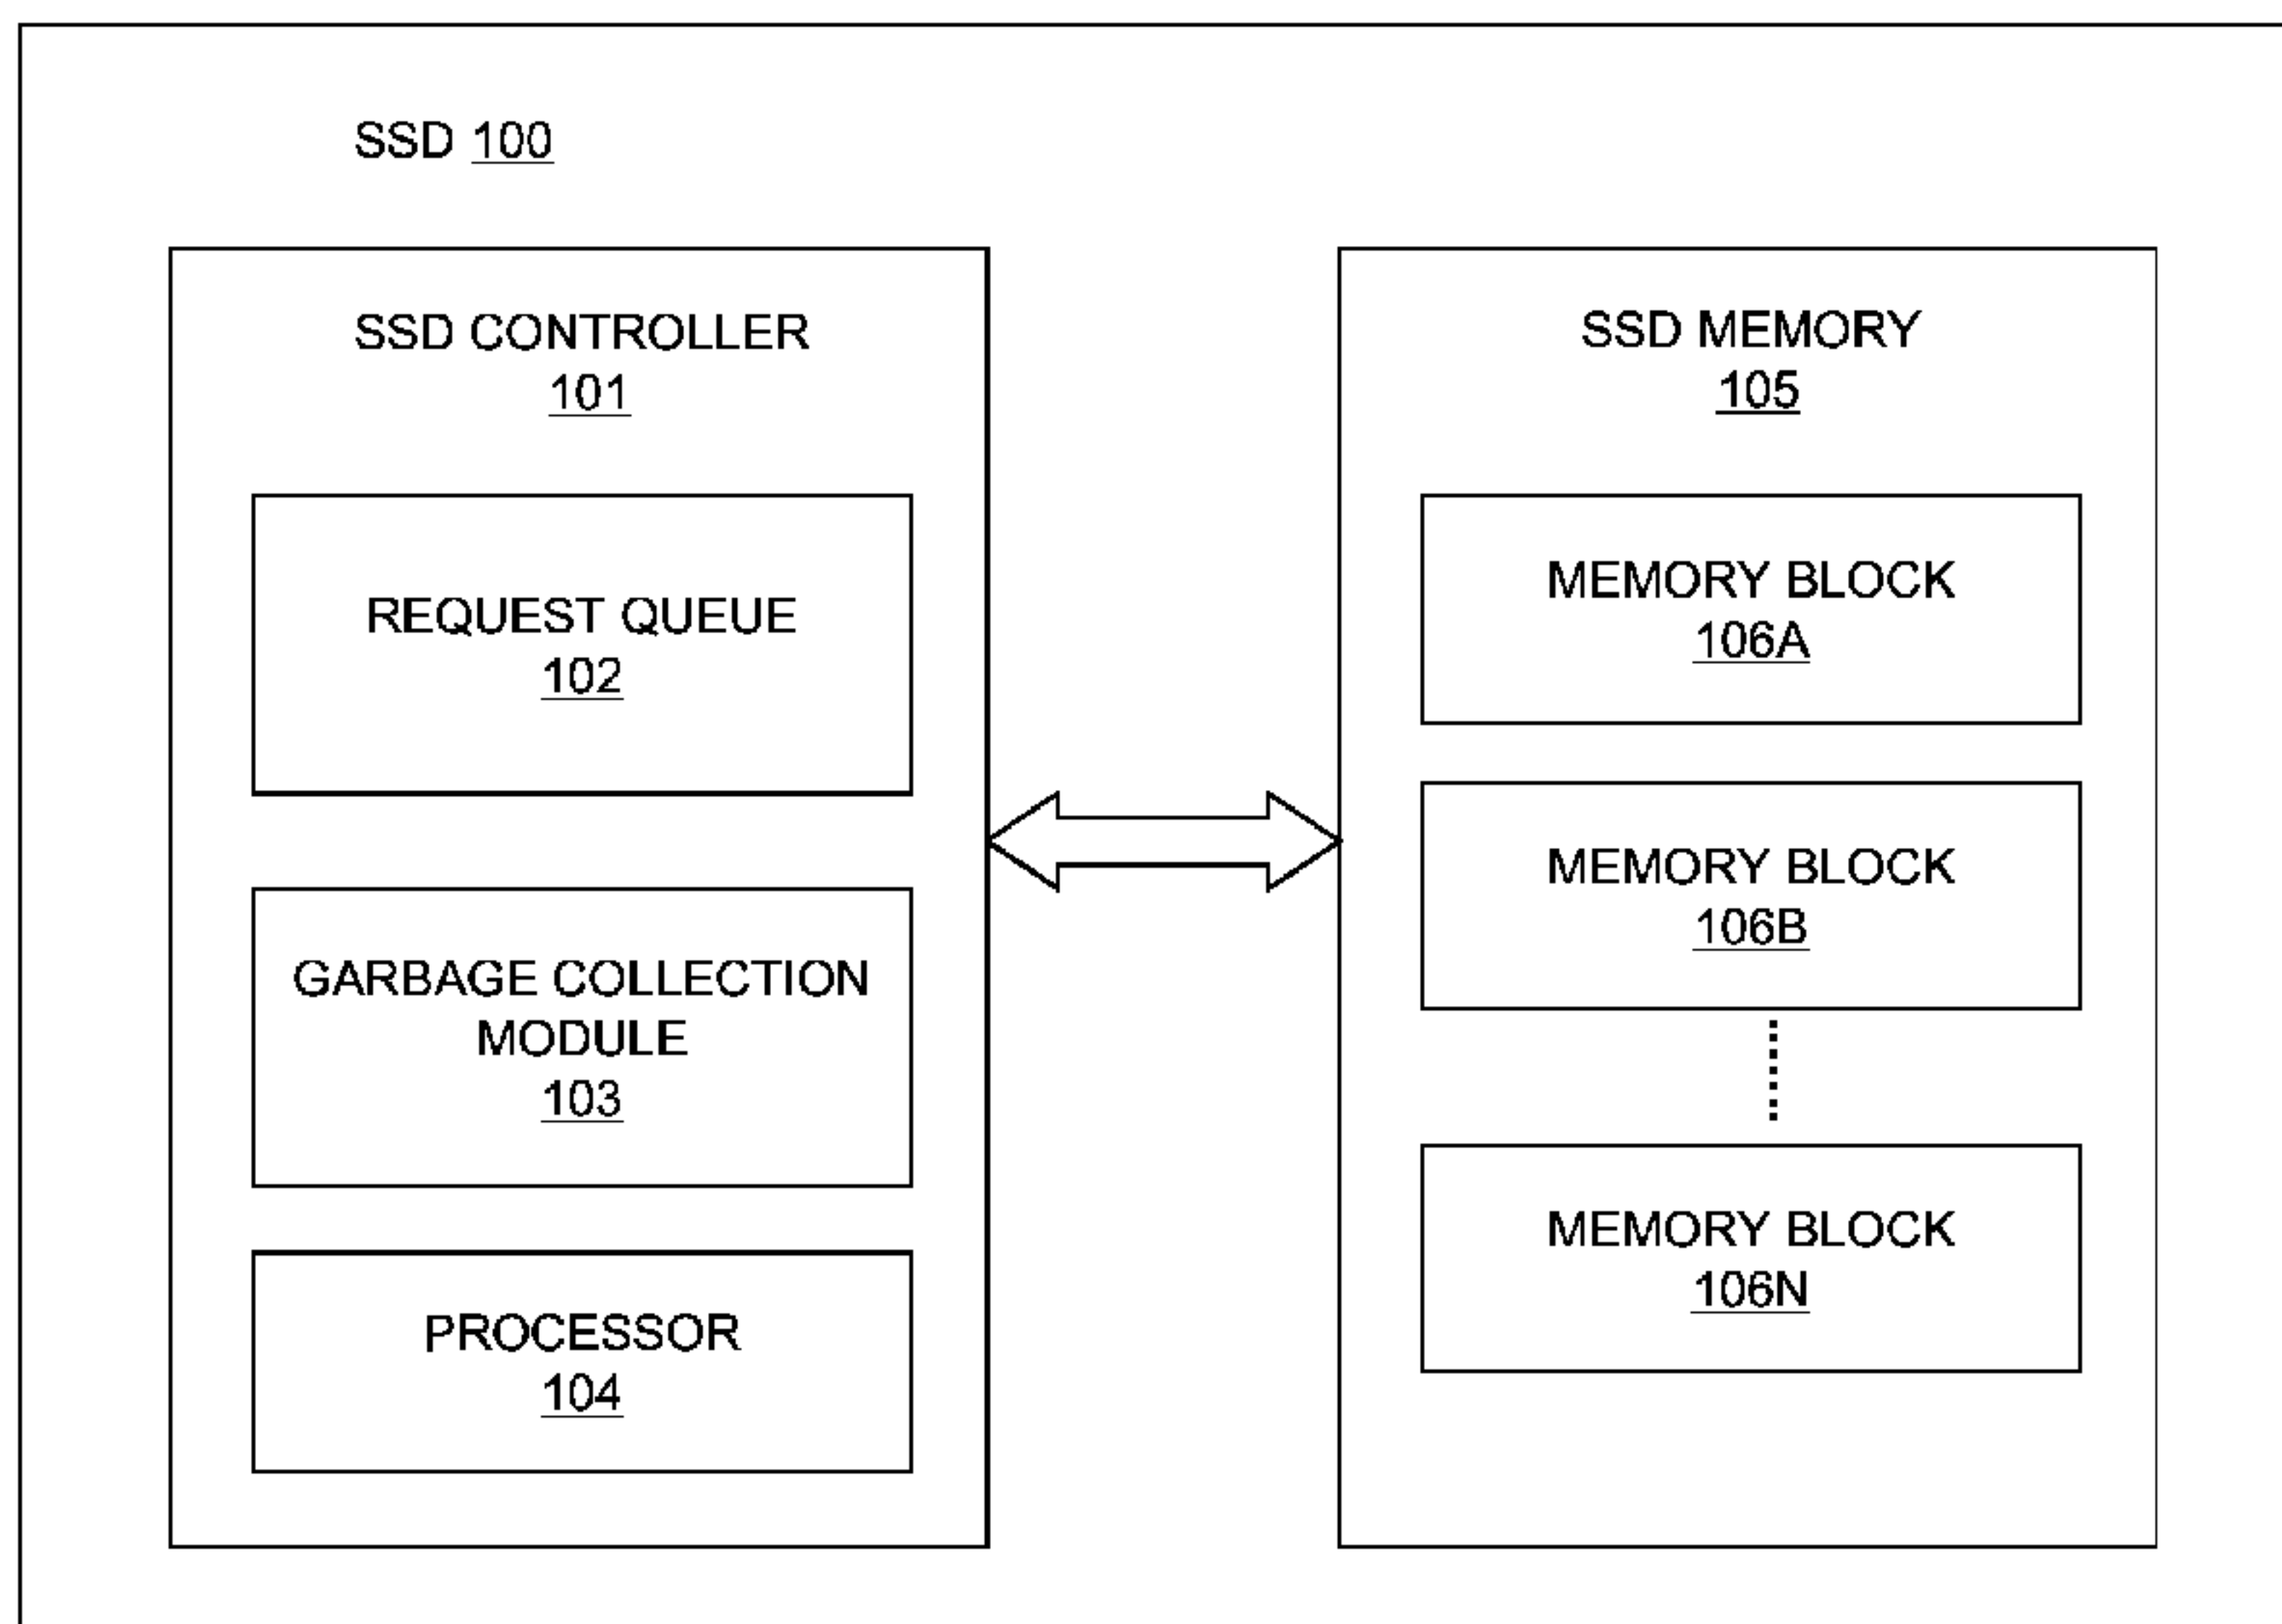 SSD 100
SSD CONTROLLER
101
REQUEST QUEUE
102
GARBAGE COLLECTION
MODULE
103
PROCESSOR
104
SSD MEMORY
105
MEMORY BLOCK
106A
MEMORY BLOCK
106B
MEMORY BLOCK
106N